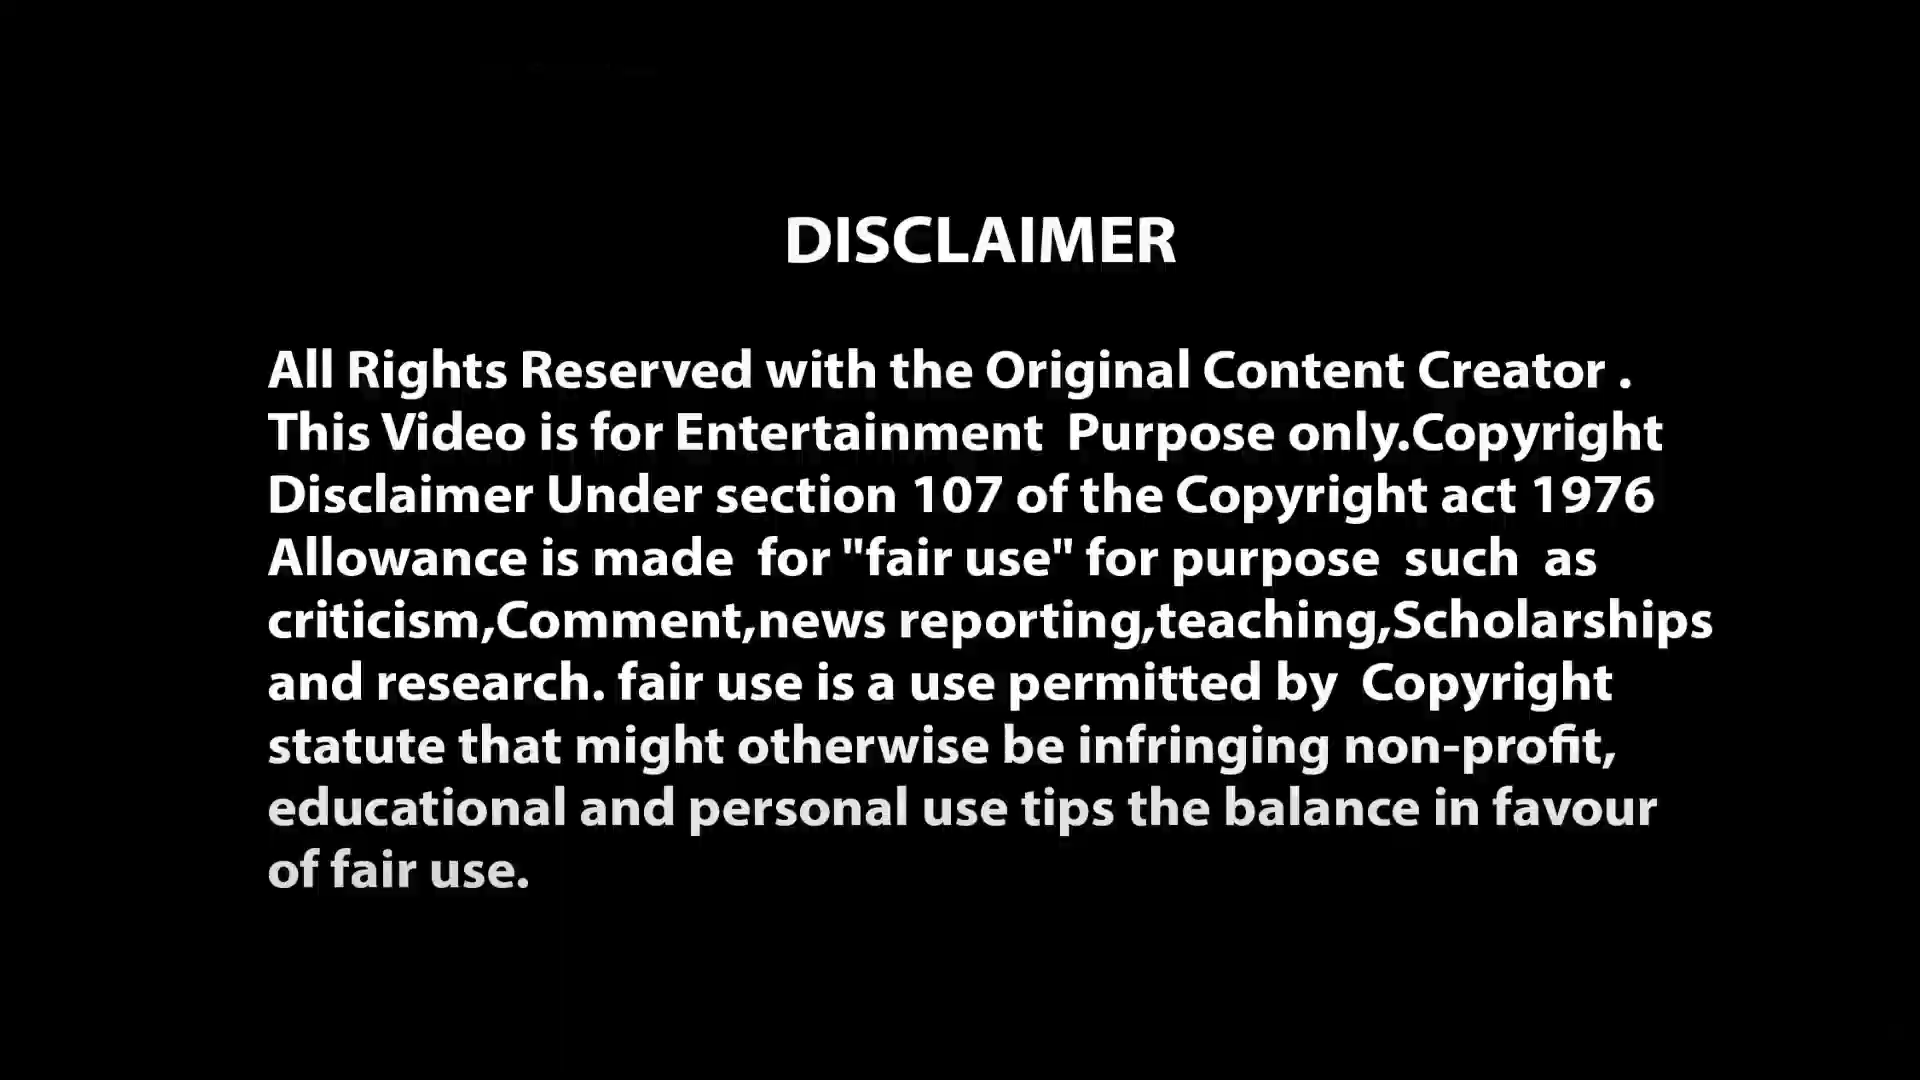 DISCLAIMER
All Rights Reserved with the Original Content Creator .
This Video is for Entertainment  Purpose only.Copyright
Disclaimer Under section 107 of the Copyright act 1976
Allowance is made  for "fair use" for purpose  such  as
criticism,Comment,news reporting,teaching,Scholarships
and research. fair use is a use permitted by  Copyright
statute that might otherwise be infringing non-profit,
educational and personal use tips the balance in favour
of fair use.